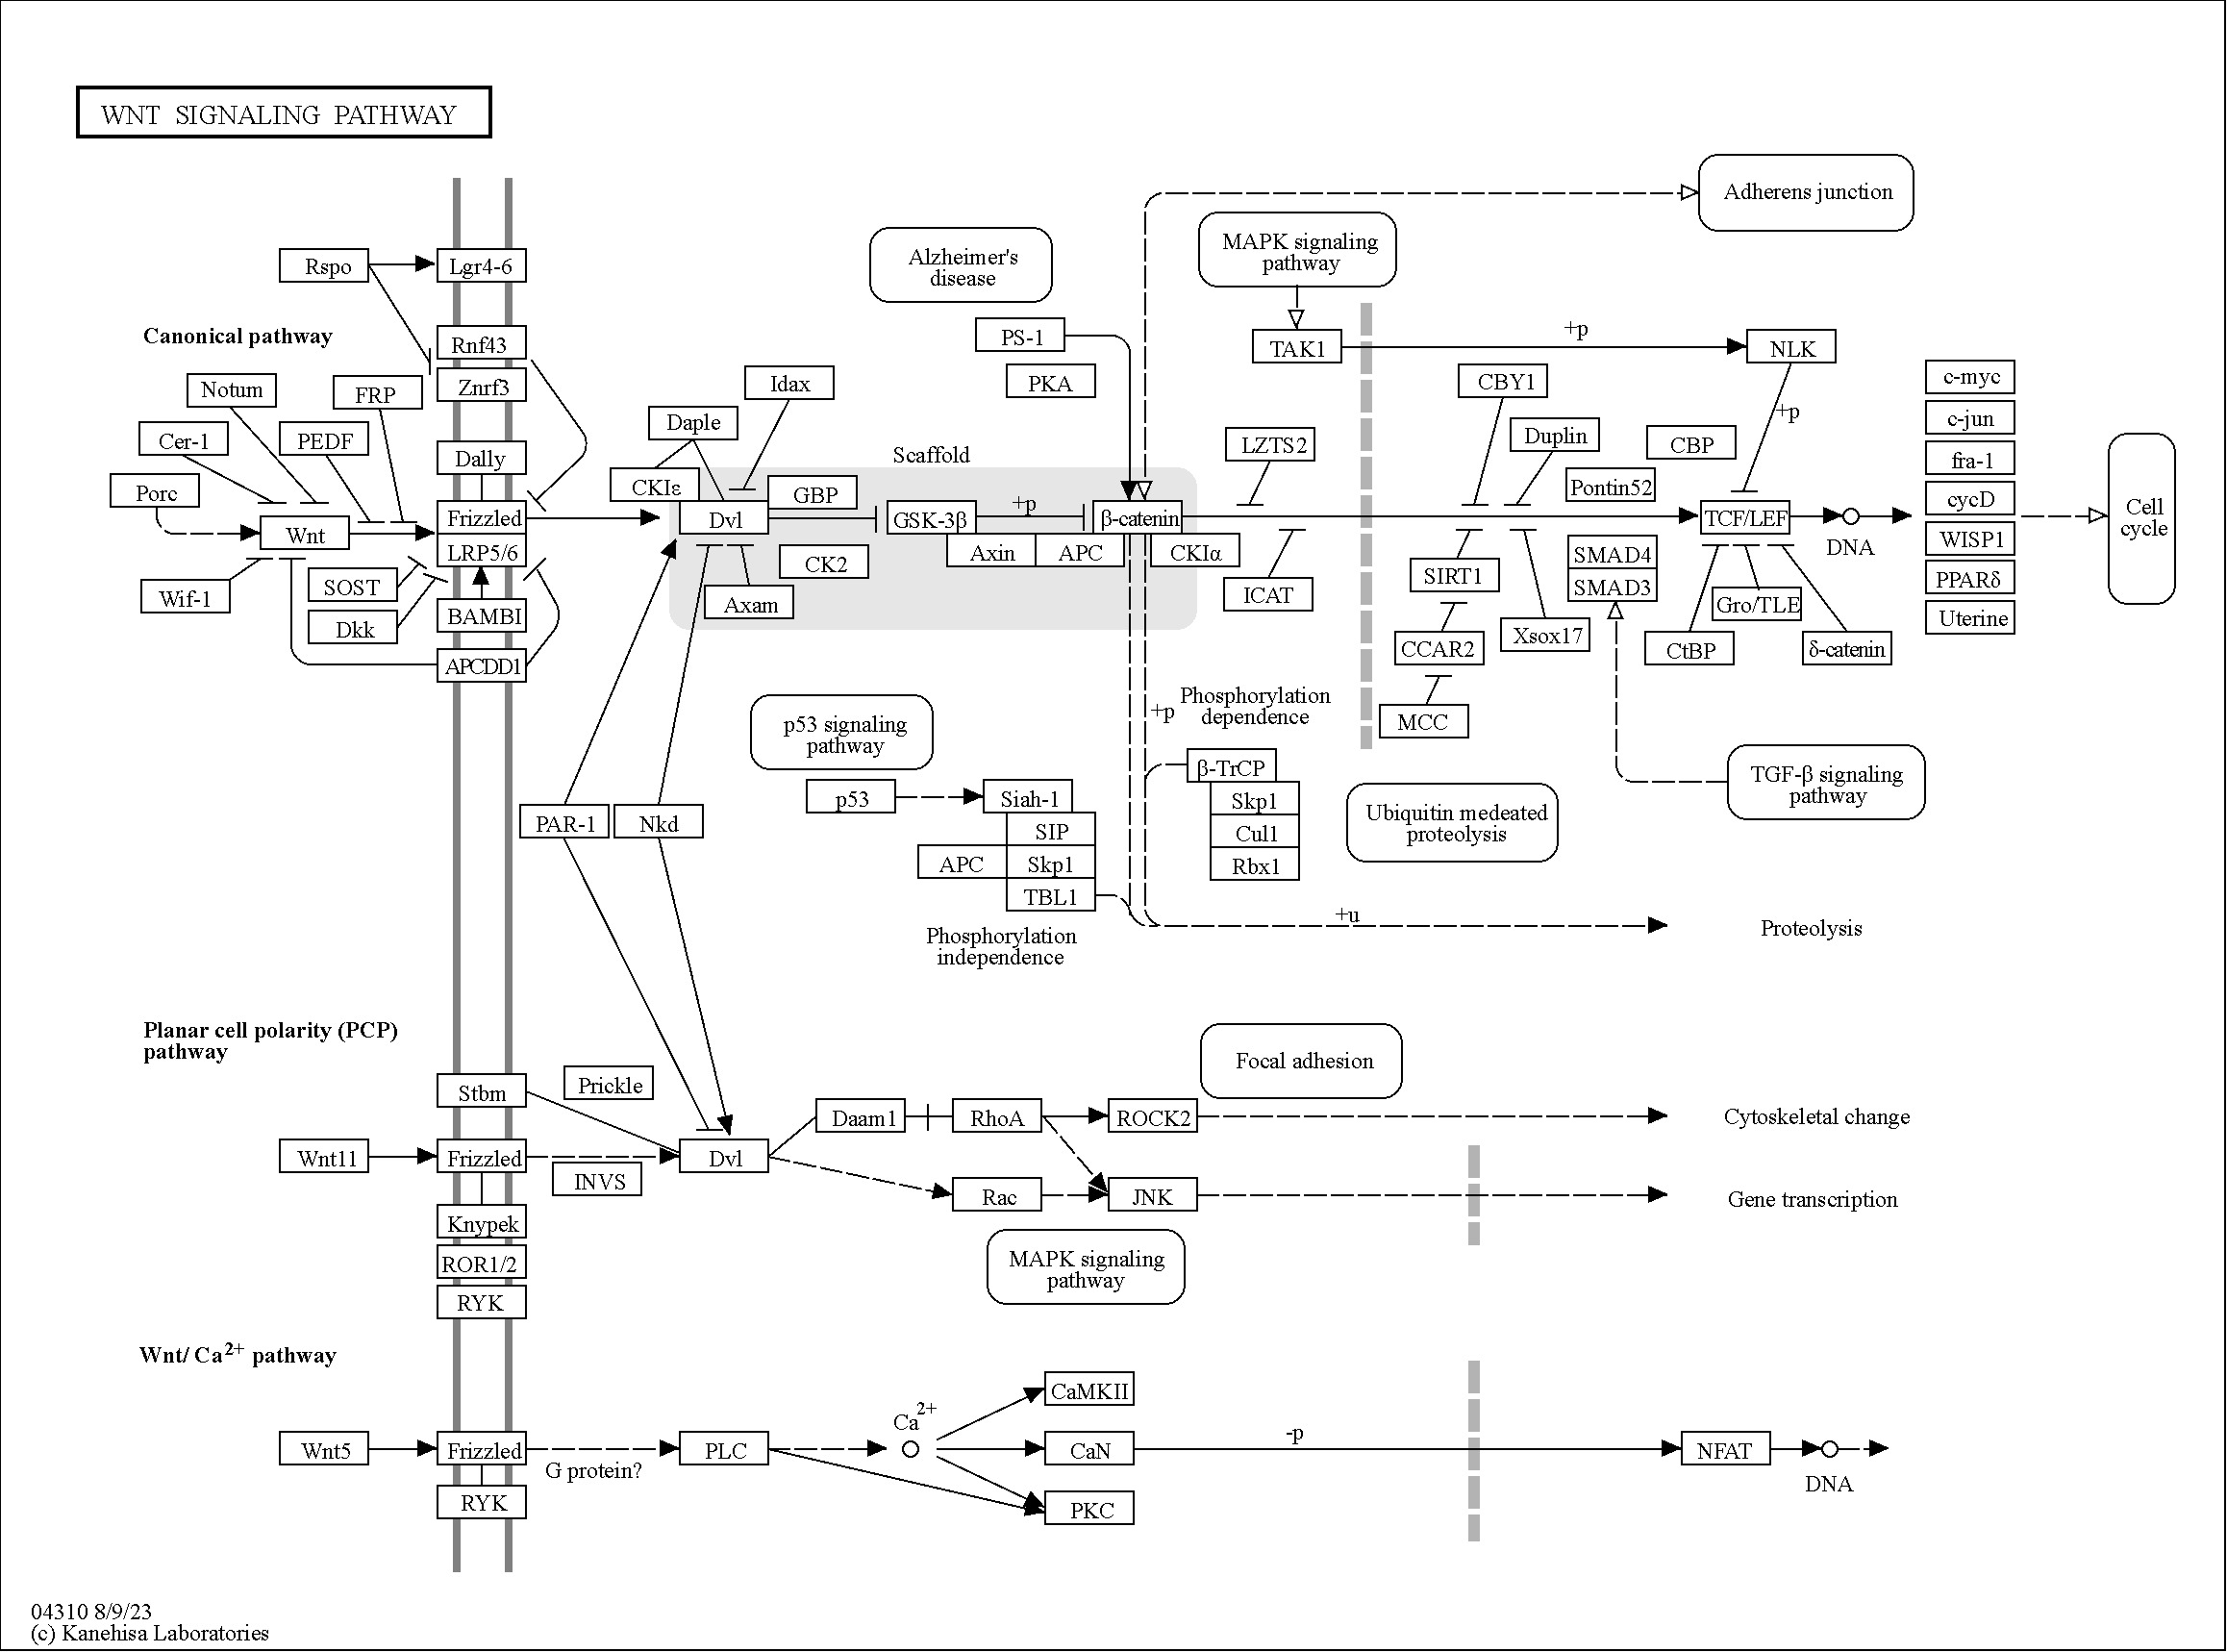 WNT SIGNALING PATHWAY
Adherens junction
MAPK signaling
pathway
Alzheimer's
disease
Rspo
Lgr4-6
Canonical pathway
Rnf43
PS-1
TAK1
+p
NLK
Notum
FRP
Znrf3
Idax
PKA
CBY1
c-myc
+p
c-jun
Cer-1
PEDF
Daple
LZTS2
Duplin
CBP
Dally
Scaffold
fra-1
Porc
CKIε
GBP
Pontin52
cycD
Wnt
Frizzled
Dvl
GSK-3β
+p
β-catenin
TCF/LEF
DNA
Cell
cycle
LRP5/6
CK2
Axin
APC
CKIα
SMAD4
WISP1
SOST
SIRT1
SMAD3
PPARδ
Wif-1
Axam
ICAT
Gro/TLE
BAMBI
Uterine
Dkk
Xsox17
CCAR2
CtBP
δ-catenin
APCDD1
Phosphorylation
dependence
+p
MCC
p53 signaling
pathway
β-TrCP
TGF-β signaling
pathway
p53
Siah-1
Skp1
Ubiquitin medeated
proteolysis
PAR-1
Nkd
SIP
Cul1
APC
Skp1
Rbx1
TBL1
+u
Proteolysis
Phosphorylation
independence
Planar cell polarity (PCP)
pathway
Focal adhesion
Stbm
Prickle
Daam1
RhoA
ROCK2
Cytoskeletal change
Wnt11
Frizzled
INVS
Dvl
Rac
JNK
Gene transcription
Knypek
ROR1/2
MAPK signaling
pathway
RYK
Wnt/ Ca2+ pathway
CaMKII
Ca2+
Wnt5
Frizzled
G protein?
PLC
CaN
-p
NFAT
DNA
RYK
PKC
04310 8/9/23
(c) Kanehisa Laboratories